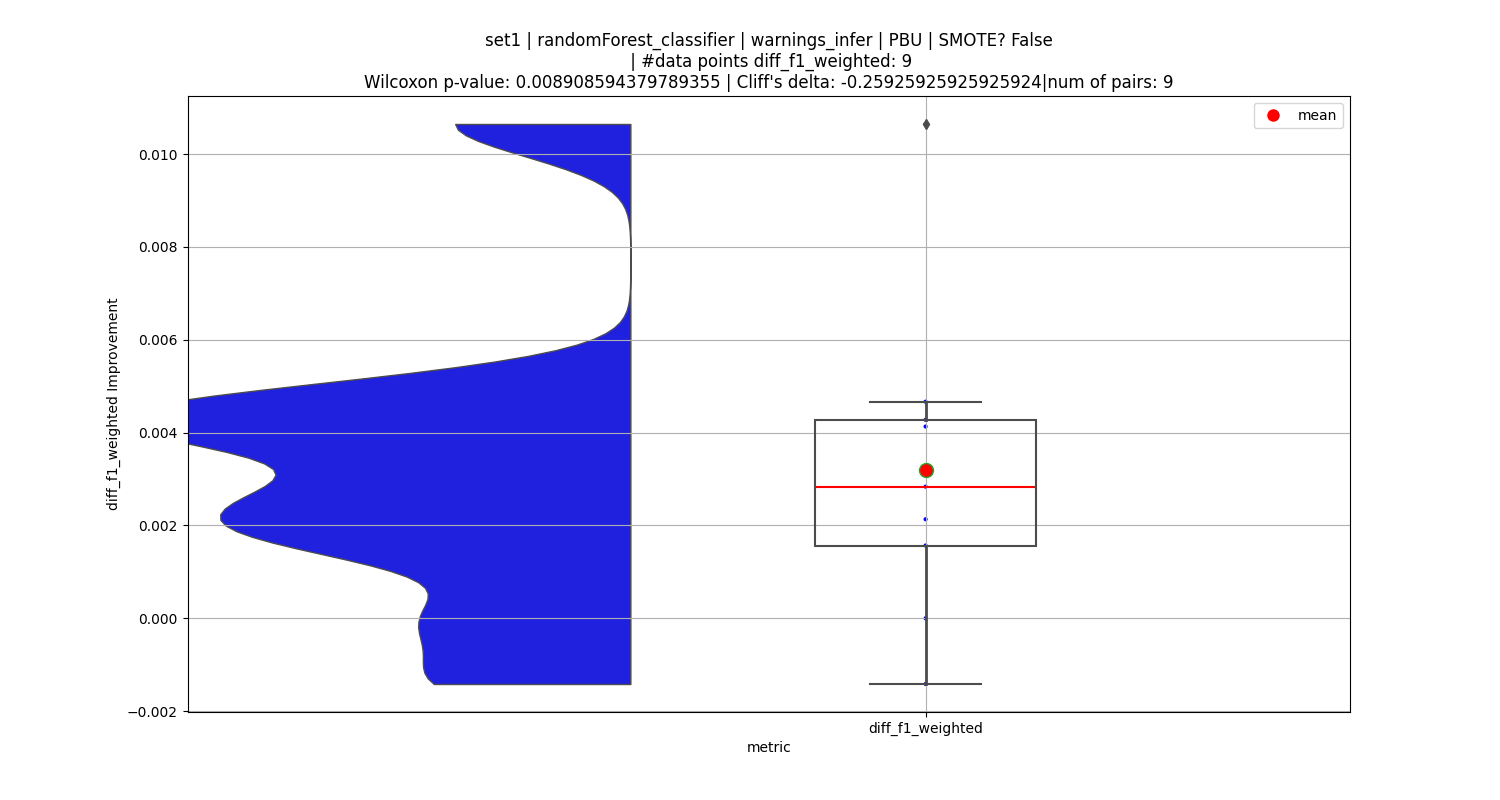 set1 | randomForest_classifier | warnings_infer | PBU | SMOTE? False
| #data points diff_f1_weighted: 9
Wilcoxon p-value: 0.008908594379789355 | Cliff's delta: -0.25925925925925924|num of pairs: 9
mean
0.010
0.008
0.006
0.004
0.002
0.000
−0.002
diff_f1_weighted Improvement
diff_f1_weighted
metric